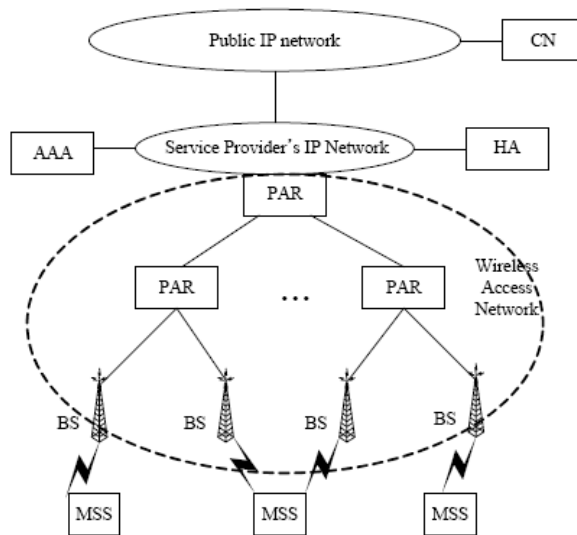 Public IP network
CN
AAA
Service Provider's IP Network
HA
PAR
PAR
...
PAR
Wireless
Access
Network
BS
BS
BS
BS
MSS
MSS
MSS